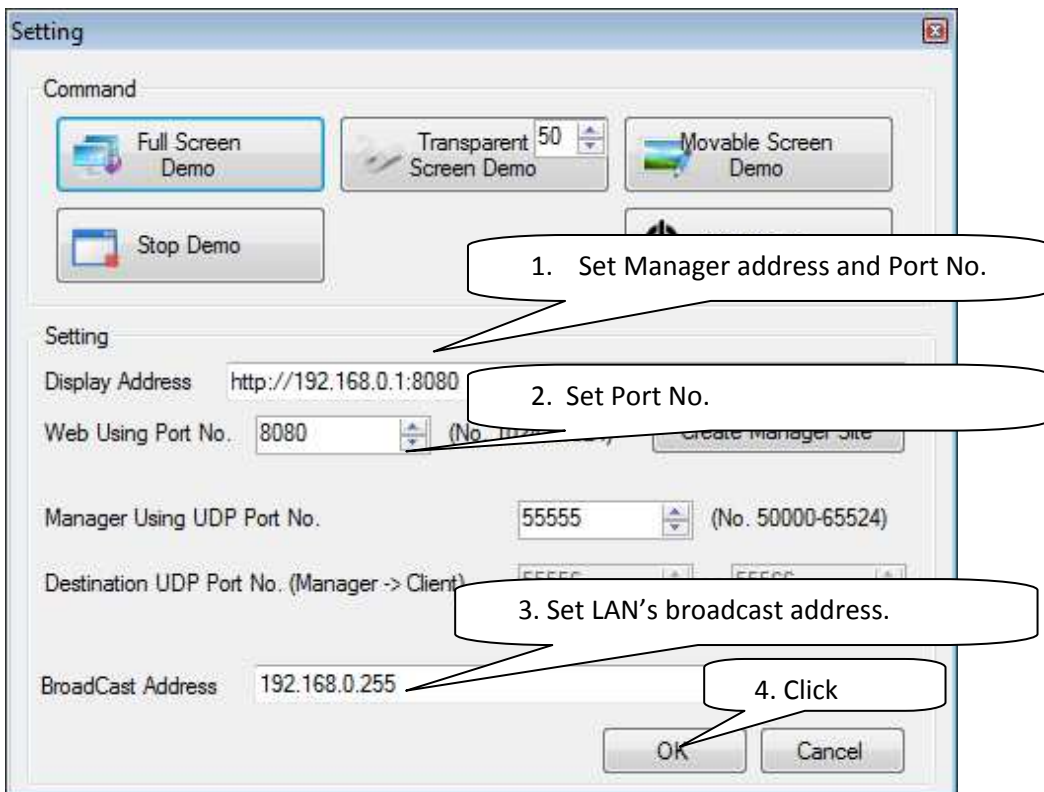 Setting
Command
Full Screen
Demo
Transparent 50
Screen Demo
Movable Screen
Demo
Stop Demo
1. Set Manager address and Port No.
Setting
Display Address http://192.168.0.1:8080
2. Set Port No.
Web Using Port No. 8080 (No.
Create Manager Site
Manager Using UDP Port No. 55555 (No. 50000-65524)
Destination UDP Port No. (Manager -> Client)
3. Set LAN’s broadcast address.
BroadCast Address 192.168.0.255
4. Click
OK Cancel